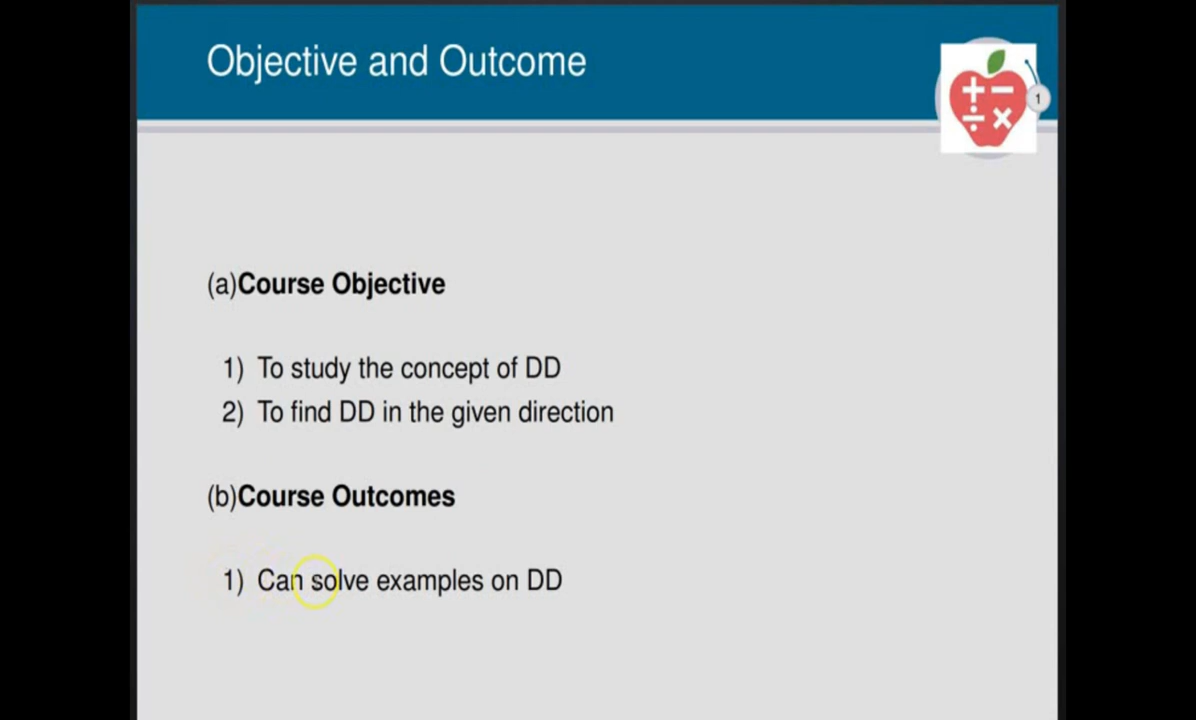 Objective and Outcome
1
(a)Course Objective
1) To study the concept of DD
2) To find DD in the given direction
(b)Course Outcomes
1) Can solve examples on DD